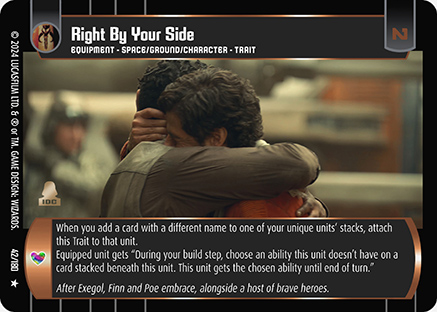 Right By Your Side
EQUIPMENT - SPACE/GROUND/CHARACTER - TRAIT
N
© 2024 LUCASFILM LTD. & ® OR TM. GAME DESIGN: WIZARDS.
42/180
100
When you add a card with a different name to one of your unique units' stacks, attach
this Trait to that unit.
Equipped unit gets "During your build step, choose an ability this unit doesn't have on a
card stacked beneath this unit. This unit gets the chosen ability until end of turn."
After Exegol, Finn and Poe embrace, alongside a host of brave heroes.